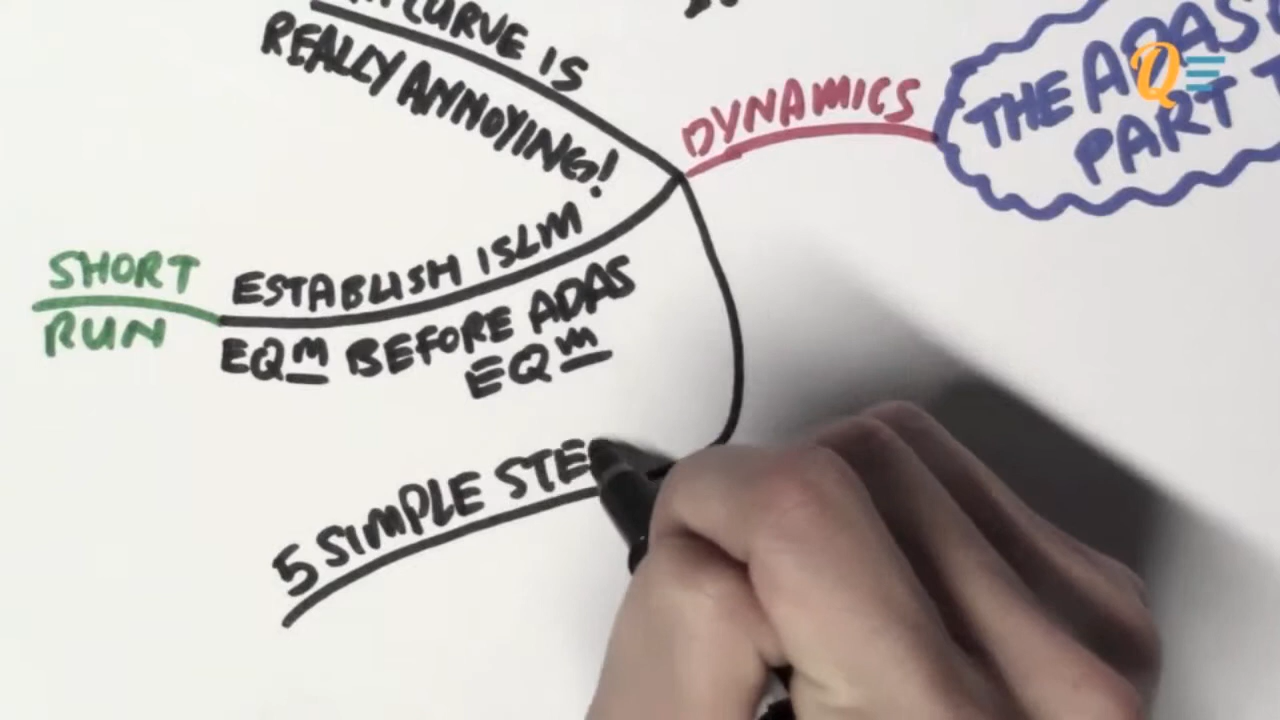 CURVE IS
REALLY ANNOYING!
DYNAMICS
THE ADAS
PART
SHORT
RUN
ESTABLISH ISLM
EQM BEFORE ADAS
EQM
5 SIMPLE STE